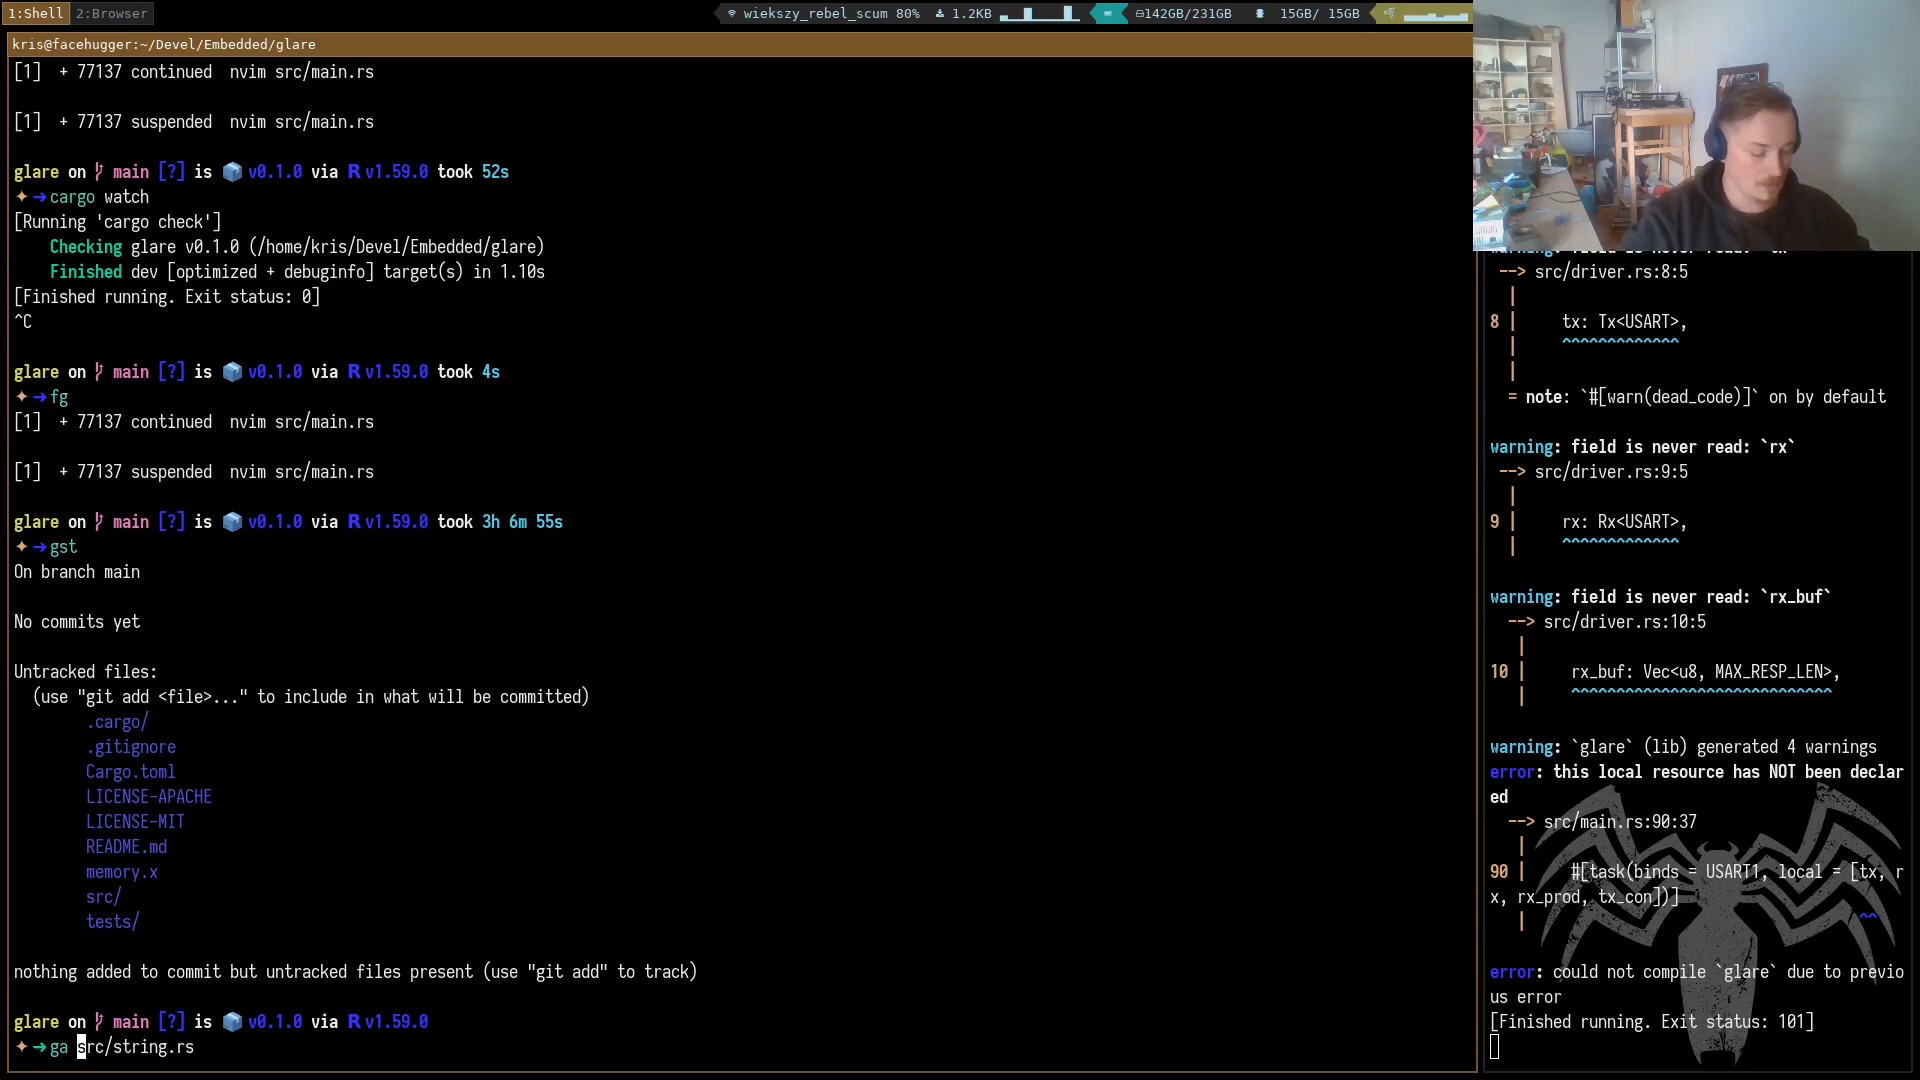 1:Shell 2:Browser
wiekszy_rebel_scum 80% 1.2KB 142GB/231GB 15GB/ 15GB
kris@facehugger:~/Devel/Embedded/glare
[1]  + 77137 continued  nvim src/main.rs
[1]  + 77137 suspended  nvim src/main.rs
glare on main [?] is v0.1.0 via R v1.59.0 took 52s
✦ ➜cargo watch
[Running 'cargo check']
    Checking glare v0.1.0 (/home/kris/Devel/Embedded/glare)
    Finished dev [optimized + debuginfo] target(s) in 1.10s
[Finished running. Exit status: 0]
^C
glare on main [?] is v0.1.0 via R v1.59.0 took 4s
✦ ➜fg
[1]  + 77137 continued  nvim src/main.rs
[1]  + 77137 suspended  nvim src/main.rs
glare on main [?] is v0.1.0 via R v1.59.0 took 3h 6m 55s
✦ ➜gst
On branch main
No commits yet
Untracked files:
  (use "git add <file>..." to include in what will be committed)
        .cargo/
        .gitignore
        Cargo.toml
        LICENSE-APACHE
        LICENSE-MIT
        README.md
        memory.x
        src/
        tests/
nothing added to commit but untracked files present (use "git add" to track)
glare on main [?] is v0.1.0 via R v1.59.0
✦ ➜ga src/string.rs
 --> src/driver.rs:8:5
  |
8 |     tx: Tx<USART>,
  |     ^^^^^^^^^^^^^
  |
  = note: `#[warn(dead_code)]` on by default
warning: field is never read: `rx`
 --> src/driver.rs:9:5
  |
9 |     rx: Rx<USART>,
  |     ^^^^^^^^^^^^^
warning: field is never read: `rx_buf`
  --> src/driver.rs:10:5
   |
10 |     rx_buf: Vec<u8, MAX_RESP_LEN>,
   |     ^^^^^^^^^^^^^^^^^^^^^^^^^^^^^
warning: `glare` (lib) generated 4 warnings
error: this local resource has NOT been declar
ed
  --> src/main.rs:90:37
   |
90 |     #[task(binds = USART1, local = [tx, r
x, rx_prod, tx_con])]
   |                                     ^^
error: could not compile `glare` due to previo
us error
[Finished running. Exit status: 101]